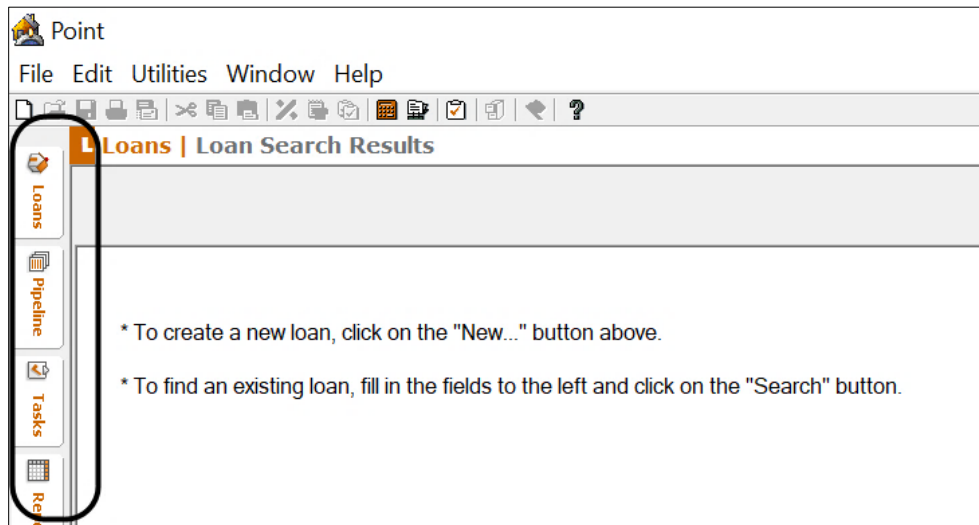 Point
File Edit Utilities Window Help
L Loans | Loan Search Results
Loans
Pipeline
* To create a new loan, click on the "New..." button above.
* To find an existing loan, fill in the fields to the left and click on the "Search" button.
Tasks